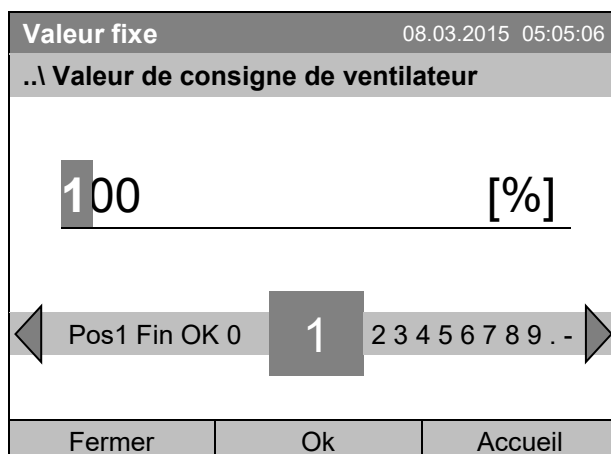 Valeur fixe 08.03.2015 05:05:06
..\ Valeur de consigne de ventilateur
100 [%]
Pos1 Fin OK 0 1 2 3 4 5 6 7 8 9 . -
Fermer Ok Accueil